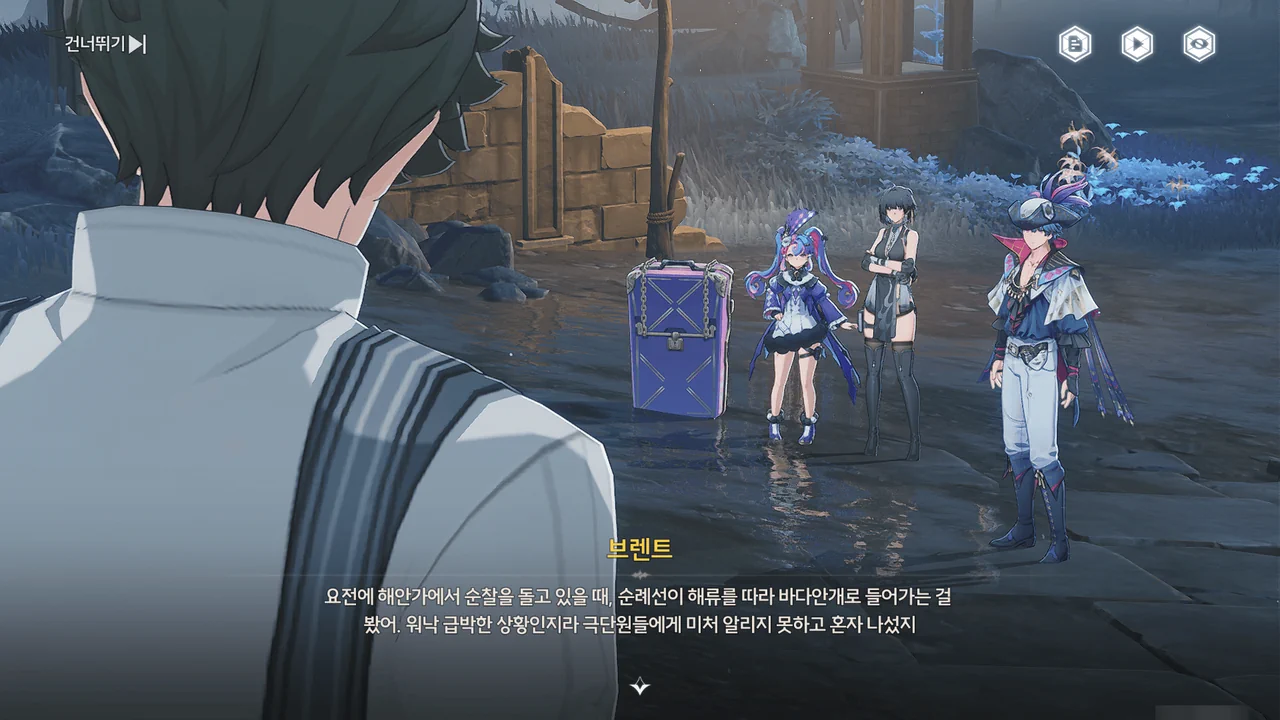 건너뛰기
브렌트
요전에 해안가에서 순찰을 돌고 있을 때, 순례선이 해류를 따라 바다안개로 들어가는 걸
봤어. 워낙 급박한 상황인지라 극단원들에게 미처 알리지 못하고 혼자 나섰지